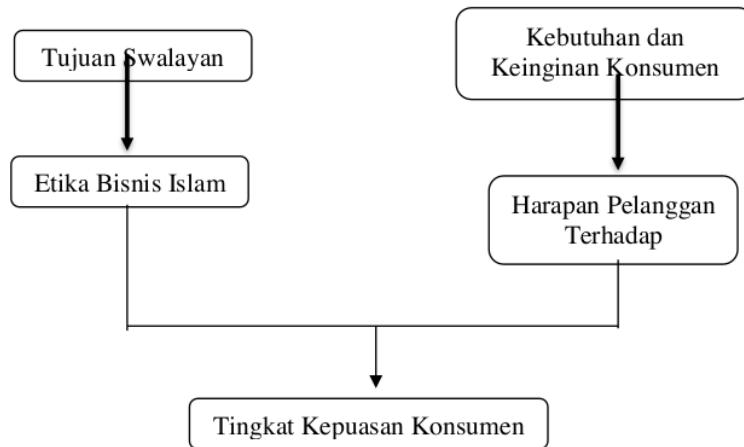 Tujuan Swalayan
Kebutuhan dan
Keinginan Konsumen
Etika Bisnis Islam
Harapan Pelanggan
Terhadap
Tingkat Kepuasan Konsumen